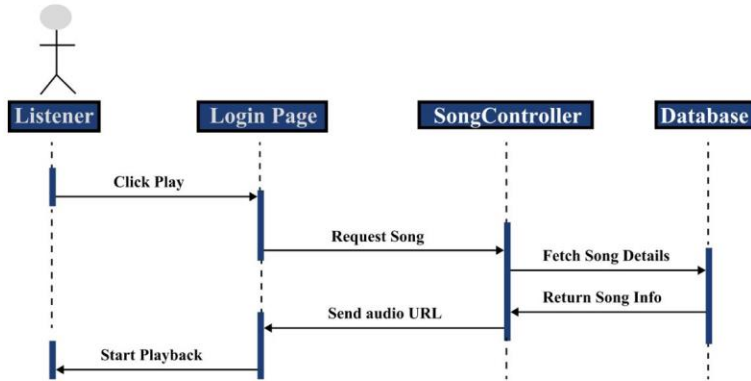 Listener
Login Page
SongController
Database
Click Play
Request Song
Fetch Song Details
Return Song Info
Send audio URL
Start Playback